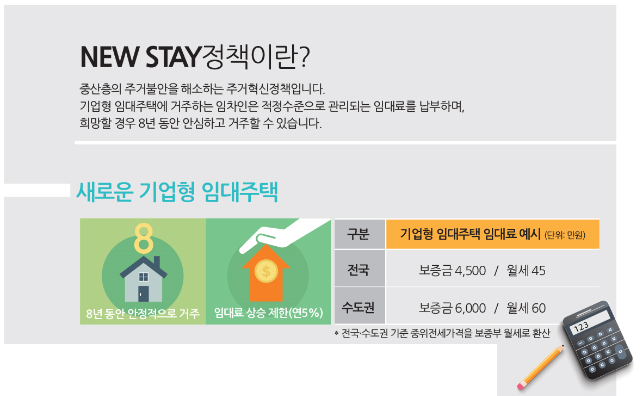 NEW STAY정책이란?
중산층의 주거불안을 해소하는 주거혁신정책입니다.
기업형 임대주택에 거주하는 임차인은 적정수준으로 관리되는 임대료를 납부하며,
희망할 경우 8년 동안 안심하고 거주할 수 있습니다.
새로운 기업형 임대주택
8
8년 동안 안정적으로 거주
$
임대료 상승 제한(연5%)
구분 기업형 임대주택 임대료 예시 (단위: 만원)
전국 보증금 4,500 / 월세 45
수도권 보증금 6,000 / 월세 60
* 전국·수도권 기준 중위전세가격을 보증부 월세로 환산
123